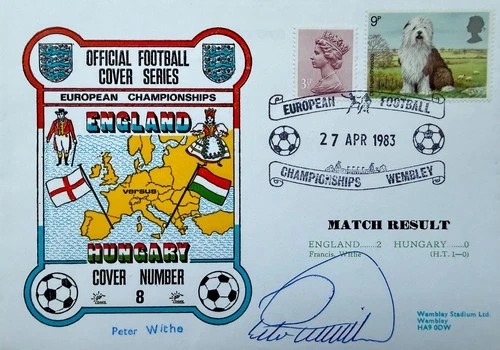 OFFICIAL FOOTBALL
COVER SERIES
EUROPEAN CHAMPIONSHIPS
ENGLAND
versus
HUNGARY
COVER NUMBER
8
Peter Withe
9P
EUROPEAN FOOTBALL
27 APR 1983
CHAMPIONSHIPS WEMBLEY
MATCH RESULT
ENGLAND.....2 HUNGARY.....0
Francis, Withe (H.T. 1—0)
Wembley Stadium Ltd.
Wembley
HA9 0DW